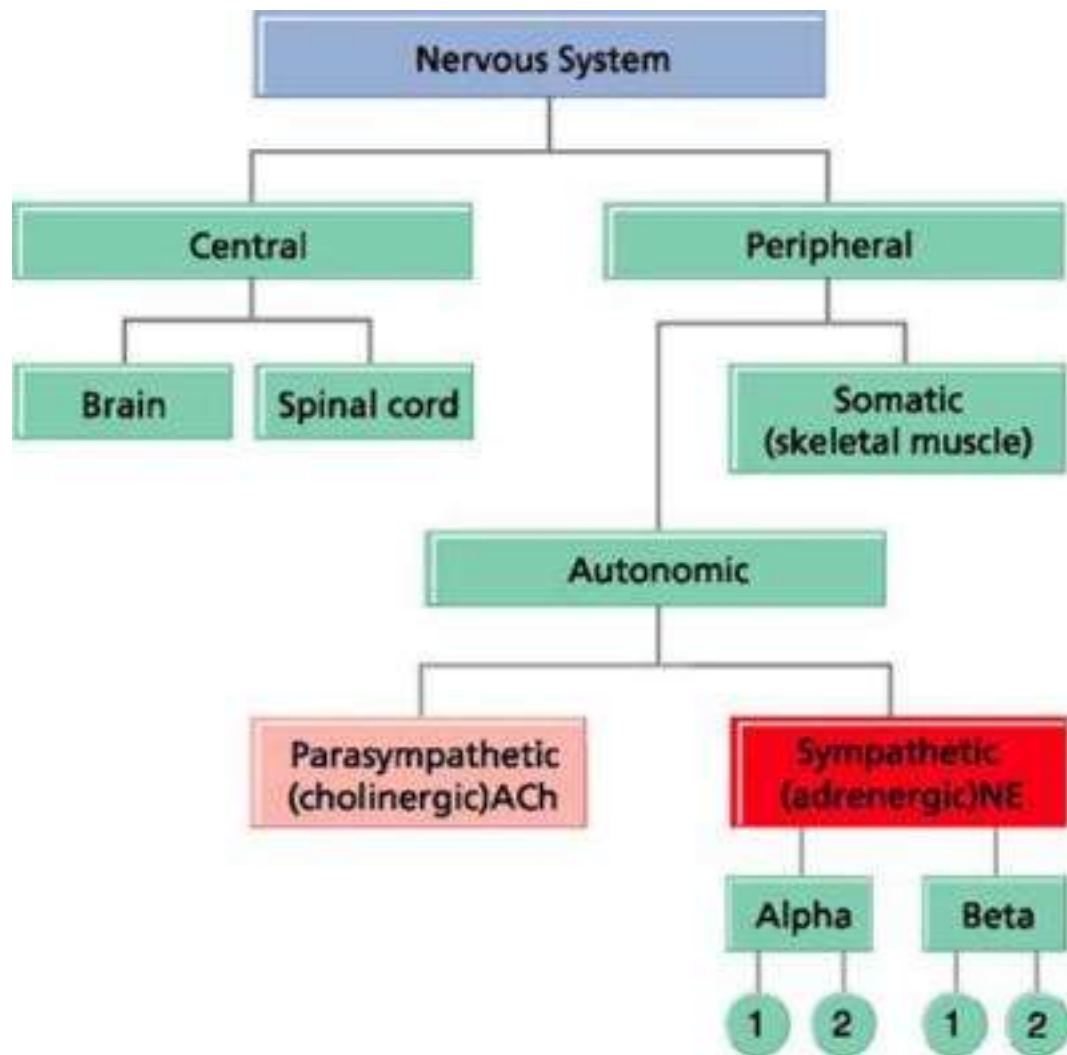 Nervous System
Central
Peripheral
Brain
Spinal cord
Somatic
(skeletal muscle)
Autonomic
Parasympathetic
(cholinergic)ACh
Sympathetic
(adrenergic)NE
Alpha
Beta
1
2
1
2